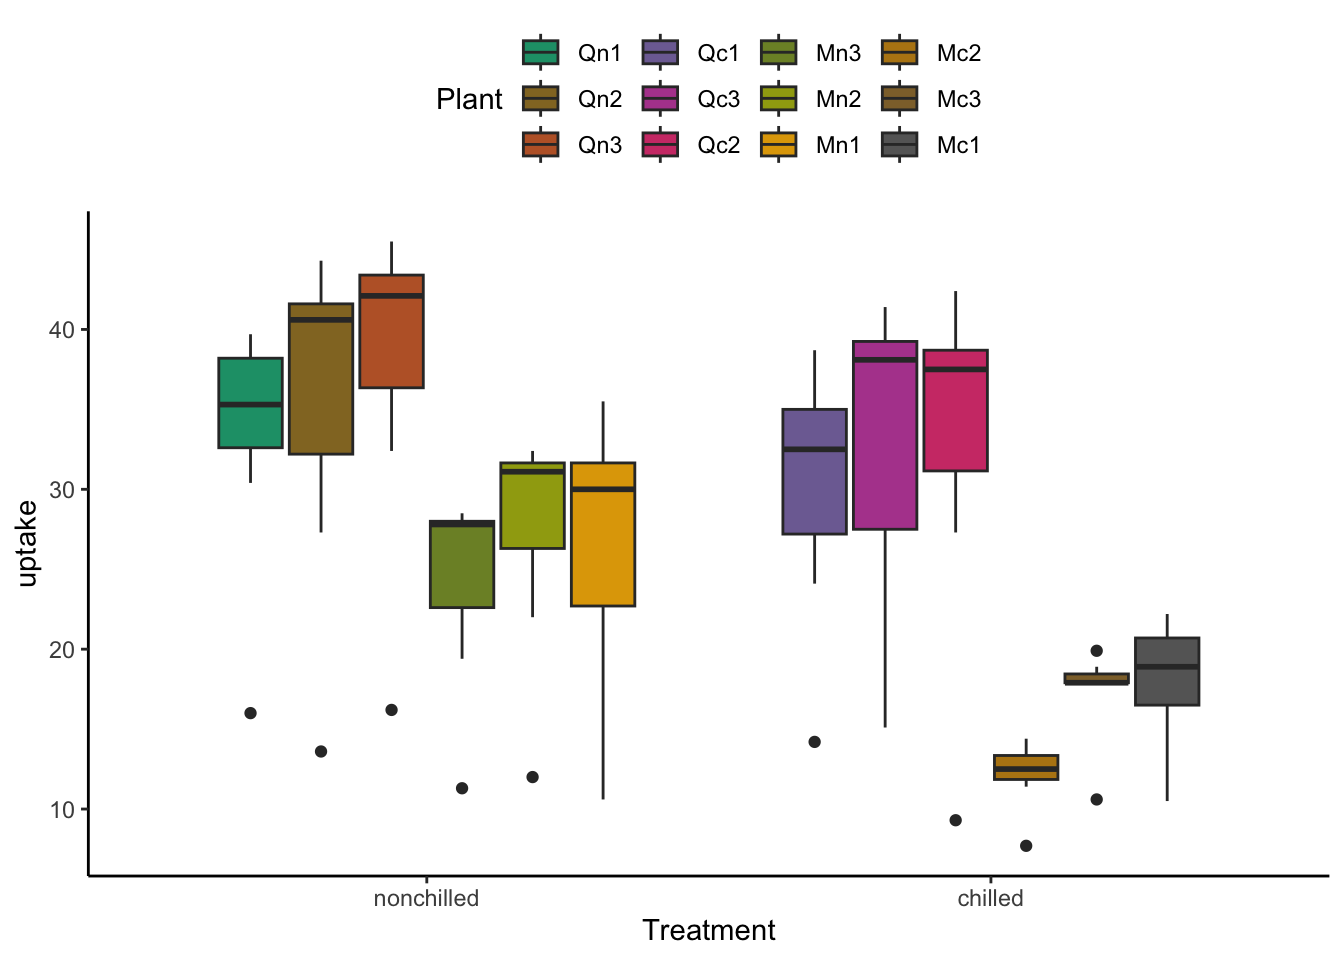 Plant
Qn1 Qc1 Mn3 Mc2
Qn2 Qc3 Mn2 Mc3
Qn3 Qc2 Mn1 Mc1
uptake
40
30
20
10
nonchilled chilled
Treatment